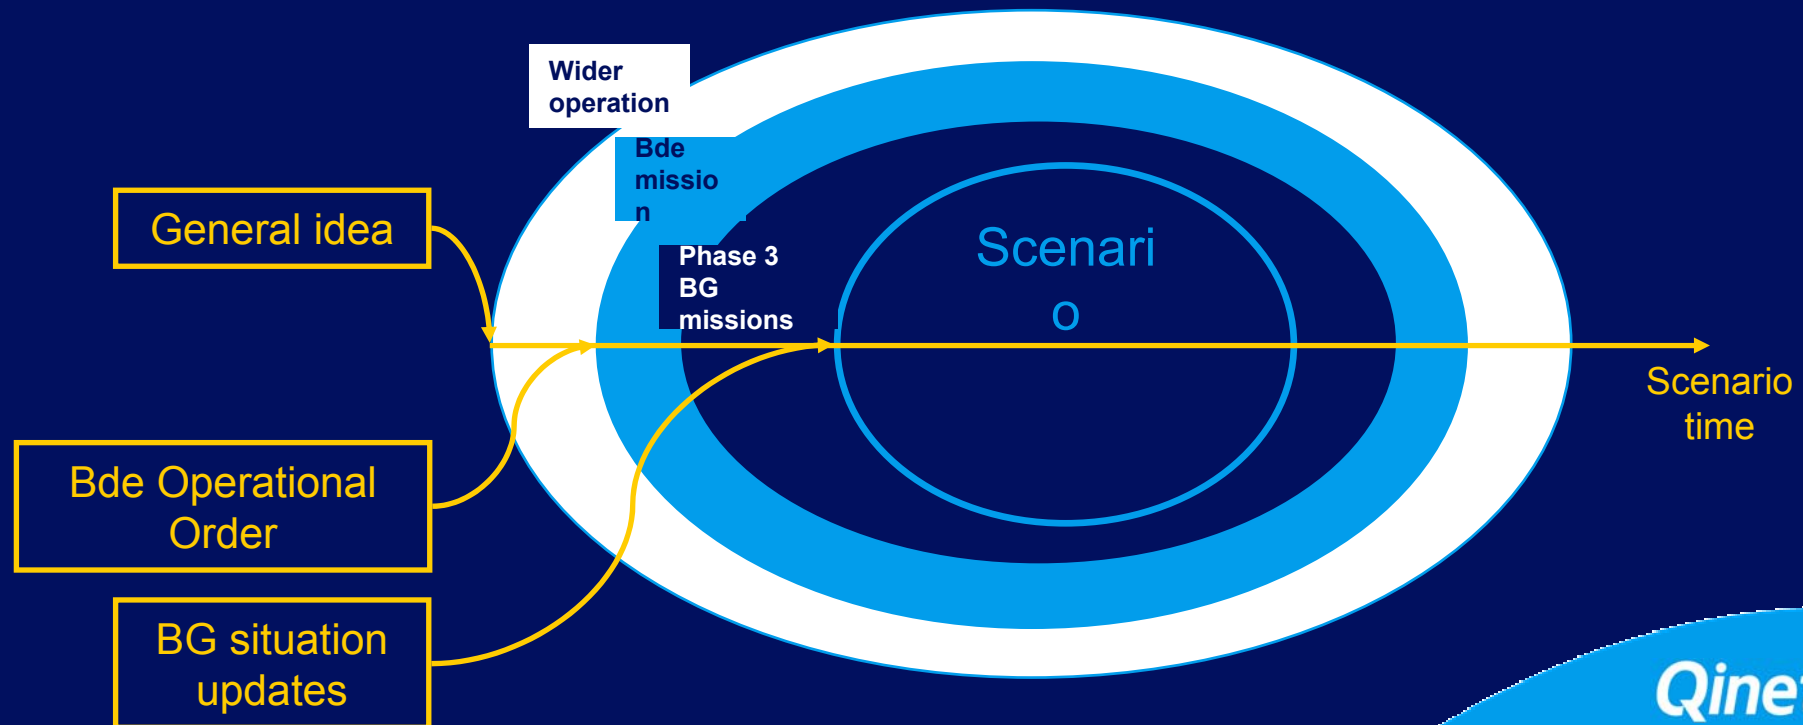 Wider
operation
Bde
missio
n
Phase 3
BG
missions
Scenari
o
General idea
Scenario
time
Bde Operational
Order
BG situation
updates
Qinet